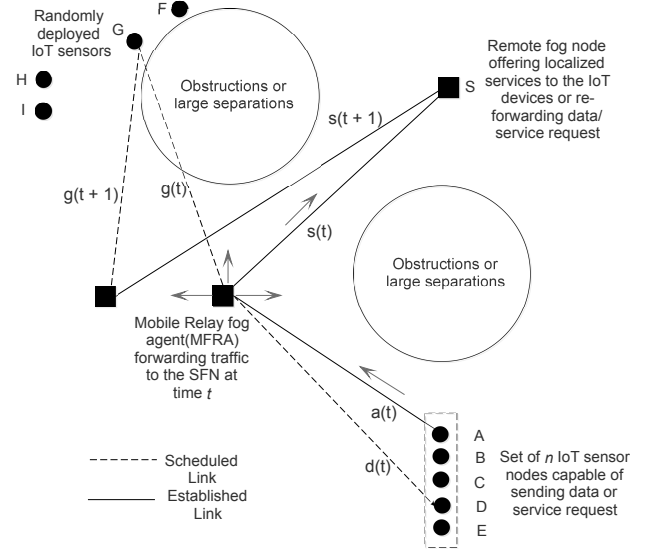 Randomly
deployed
IoT sensors
F
G
H
I
Obstructions or
large separations
Remote fog node
offering localized
services to the IoT
devices or re-
forwarding data/
service request
S
s(t + 1)
g(t + 1)
g(t)
s(t)
Obstructions or
large separations
Mobile Relay fog
agent(MFRA)
forwarding traffic
to the SFN at
time t
a(t)
d(t)
A
B
C
D
E
Set of n IoT sensor
nodes capable of
sending data or
service request
Scheduled
Link
Established
Link